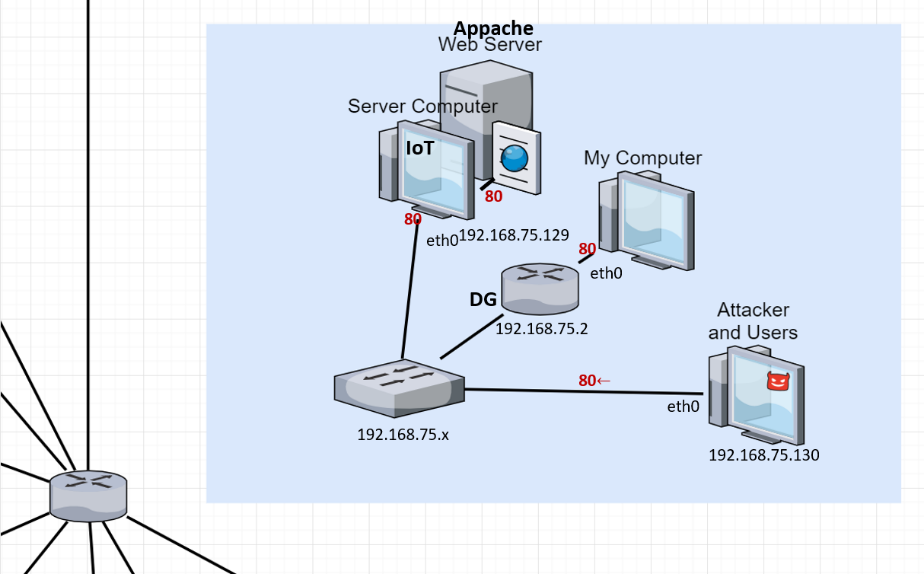 Appache
Web Server
Server Computer
IoT
My Computer
80
80
eth0
192.168.75.129
80
eth0
DG
192.168.75.2
Attacker
and Users
80←
eth0
192.168.75.x
192.168.75.130